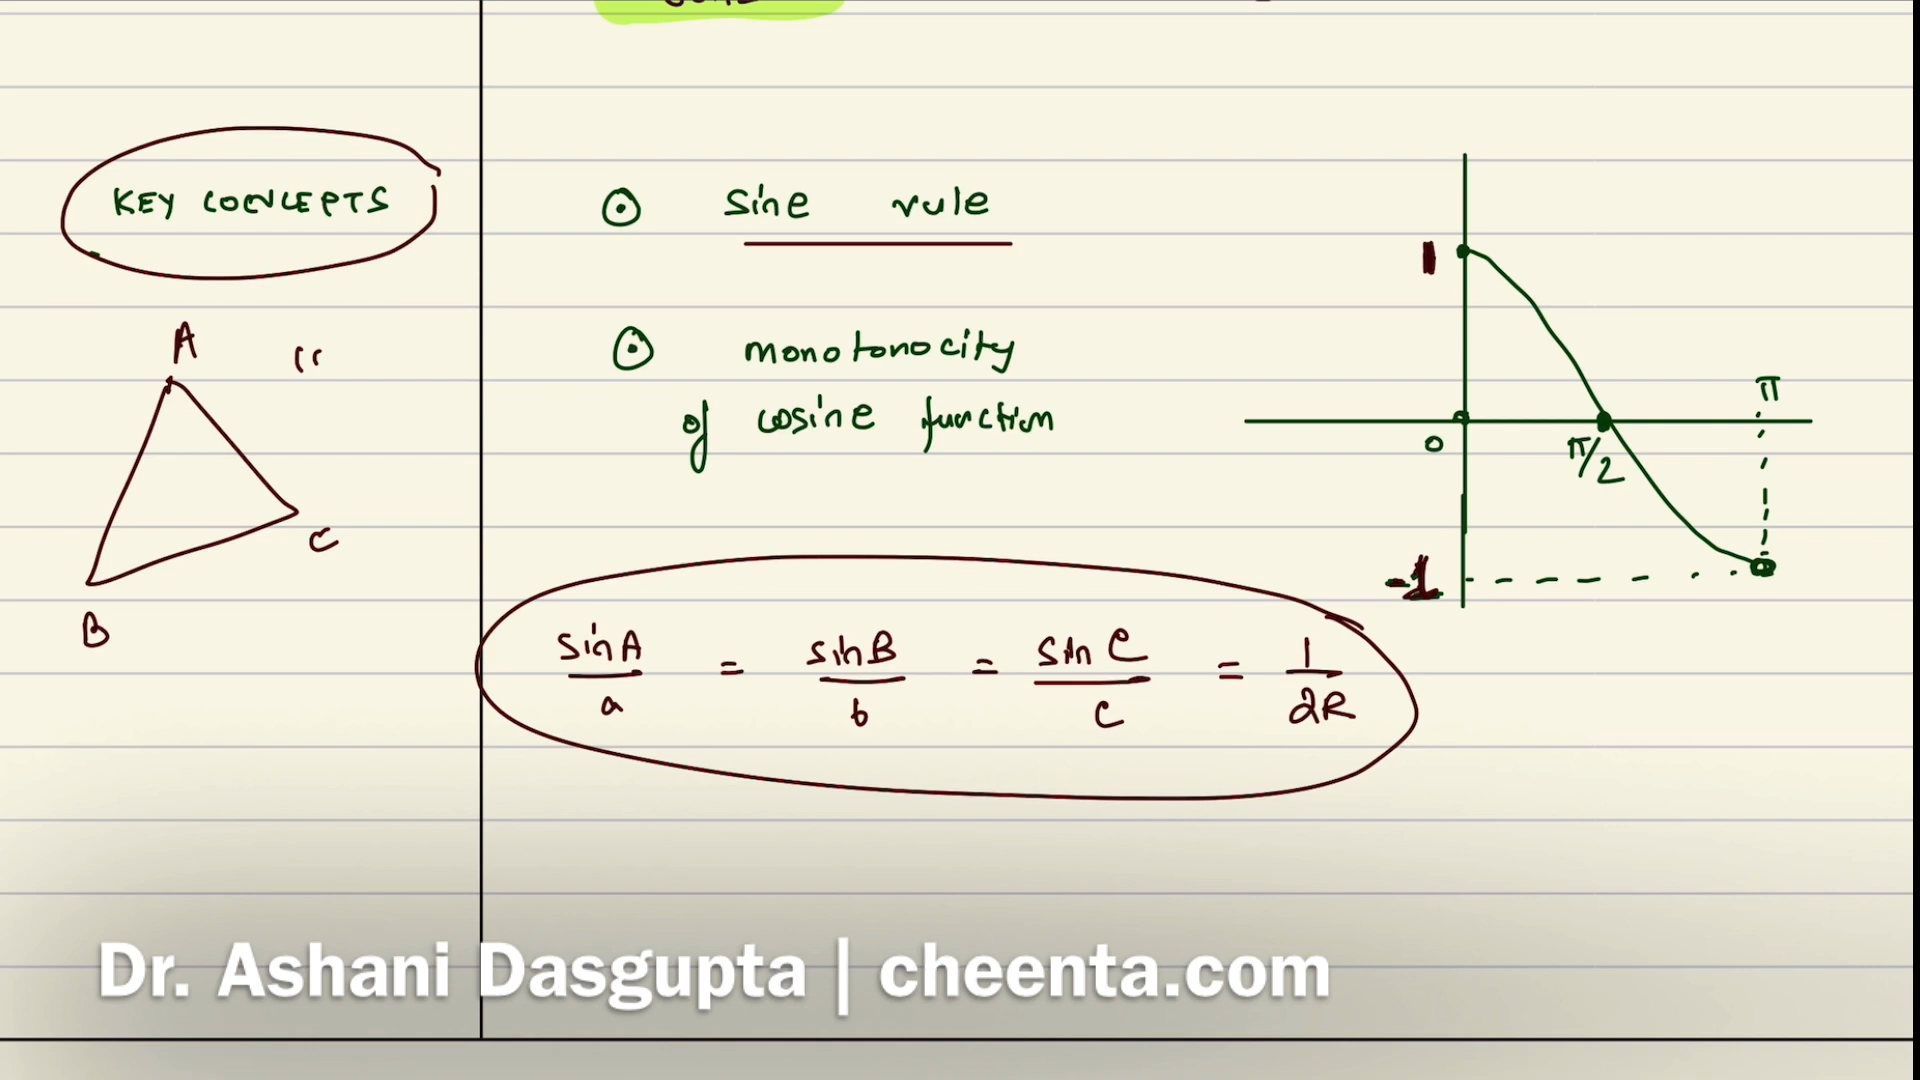 KEY CONCEPTS
⊙ Sine rule
⊙ monotonocity
of cosine function
A
B
C
1
0
π/2
π
-1
sinA/a = sinB/b = sin C/c = 1/2R
Dr. Ashani Dasgupta | cheenta.com